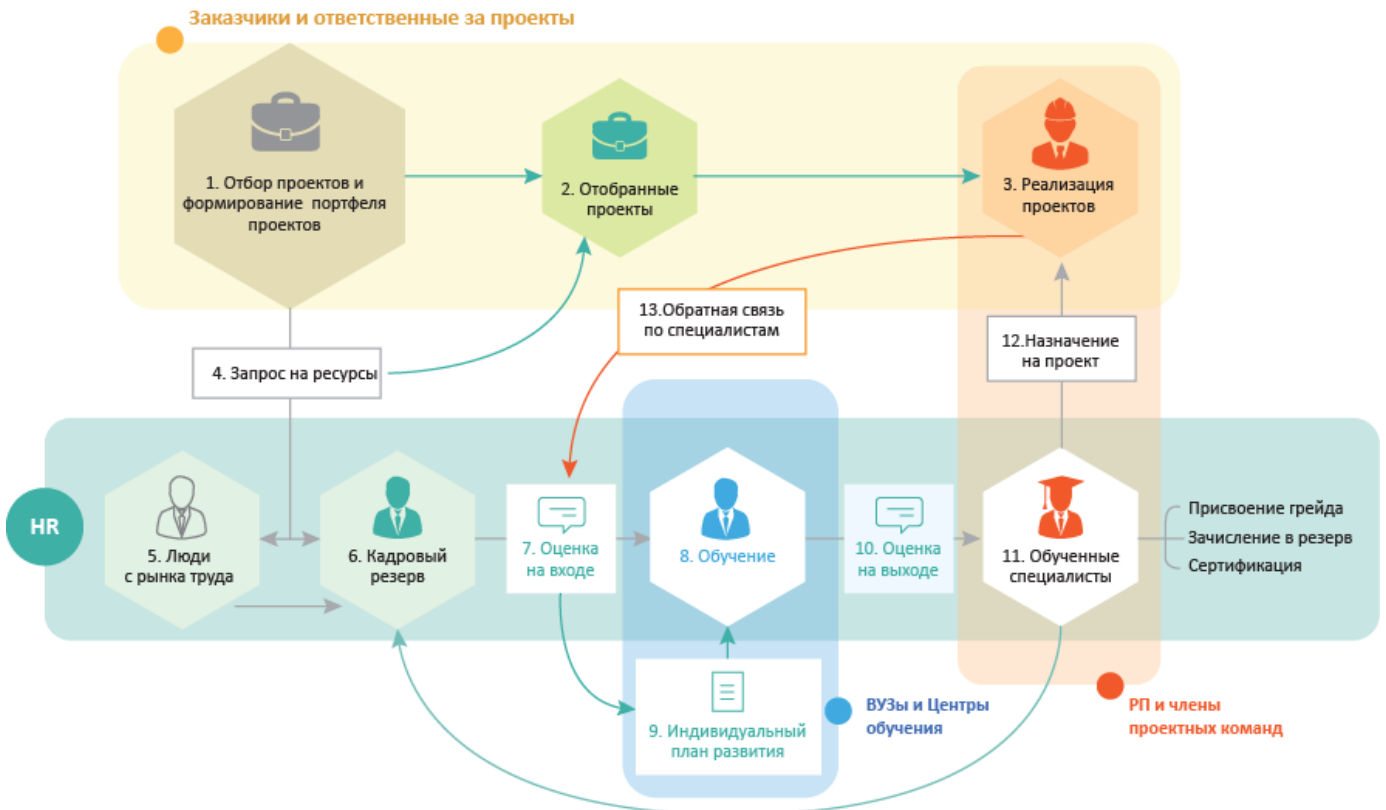 Заказчики и ответственные за проекты
1. Отбор проектов и
формирование портфеля
проектов
2. Отобранные
проекты
3. Реализация
проектов
4. Запрос на ресурсы
13.Обратная связь
по специалистам
12.Назначение
на проект
HR
5. Люди
с рынка труда
6. Кадровый
резерв
7. Оценка
на входе
8. Обучение
10. Оценка
на выходе
11. Обученные
специалисты
Присвоение грейда
Зачисление в резерв
Сертификация
9. Индивидуальный
план развития
ВУЗы и Центры
обучения
РП и члены
проектных команд